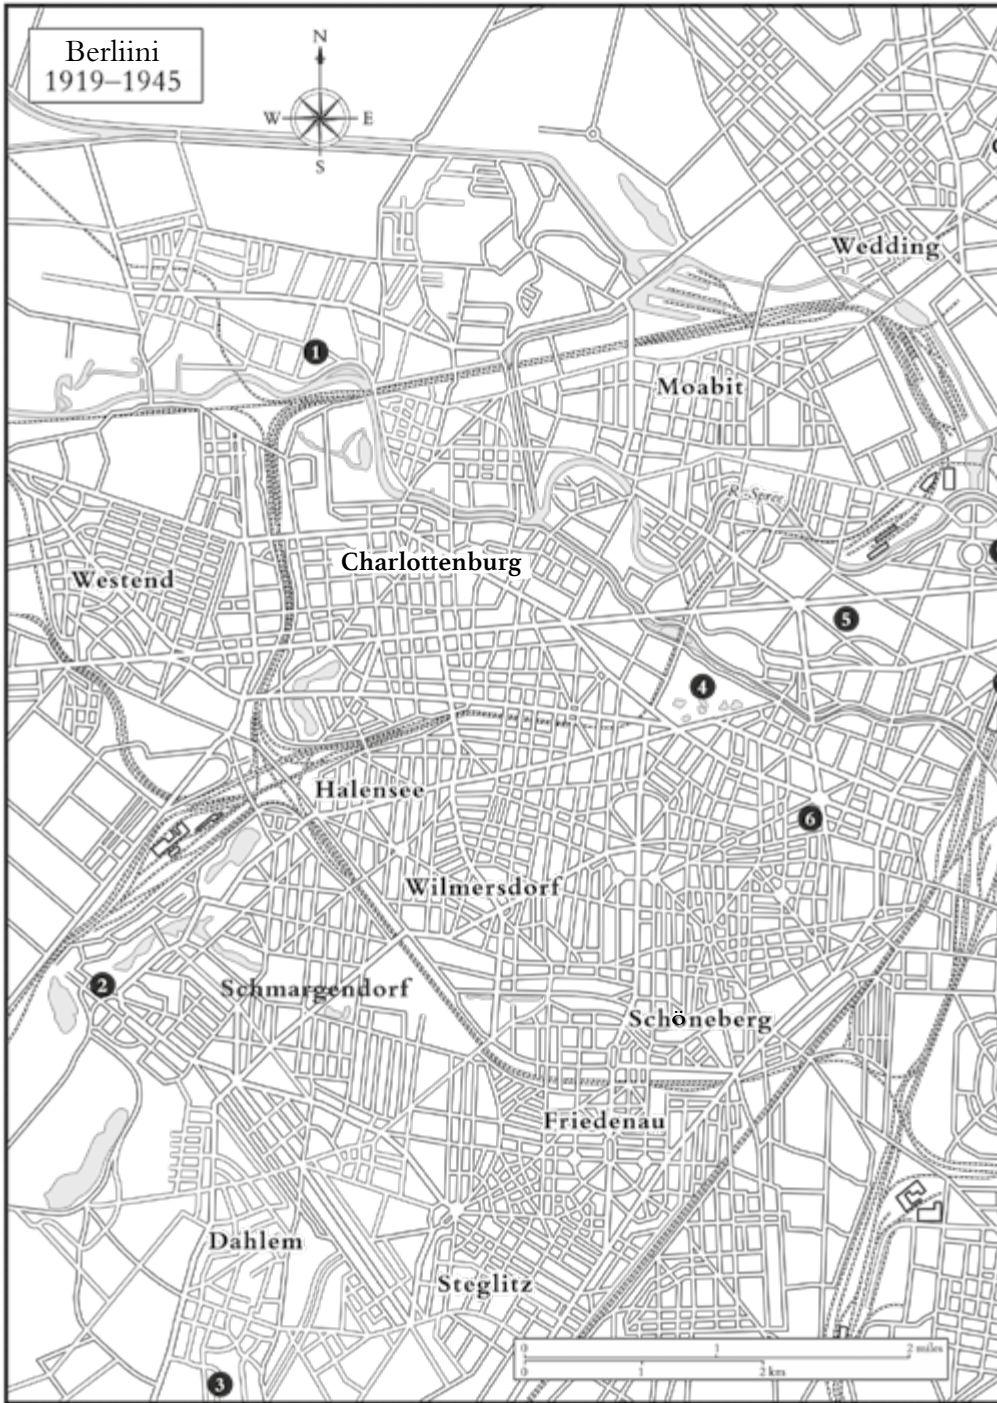 Berliini
1919–1945
N
W E
S
Wedding
1
Moabit
R. Spree
Charlottenburg
Westend
5
4
Halensee
6
Wilmersdorf
2
Schmargendorf
Schöneberg
Friedenau
Dahlem
Steglitz
0 1 2 miles
0 1 2 km
3